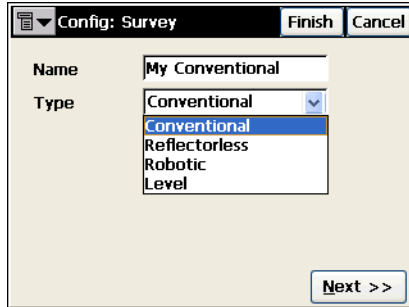 Config: Survey Finish Cancel
Name My Conventional
Type Conventional
Conventional
Reflectorless
Robotic
Level
Next >>